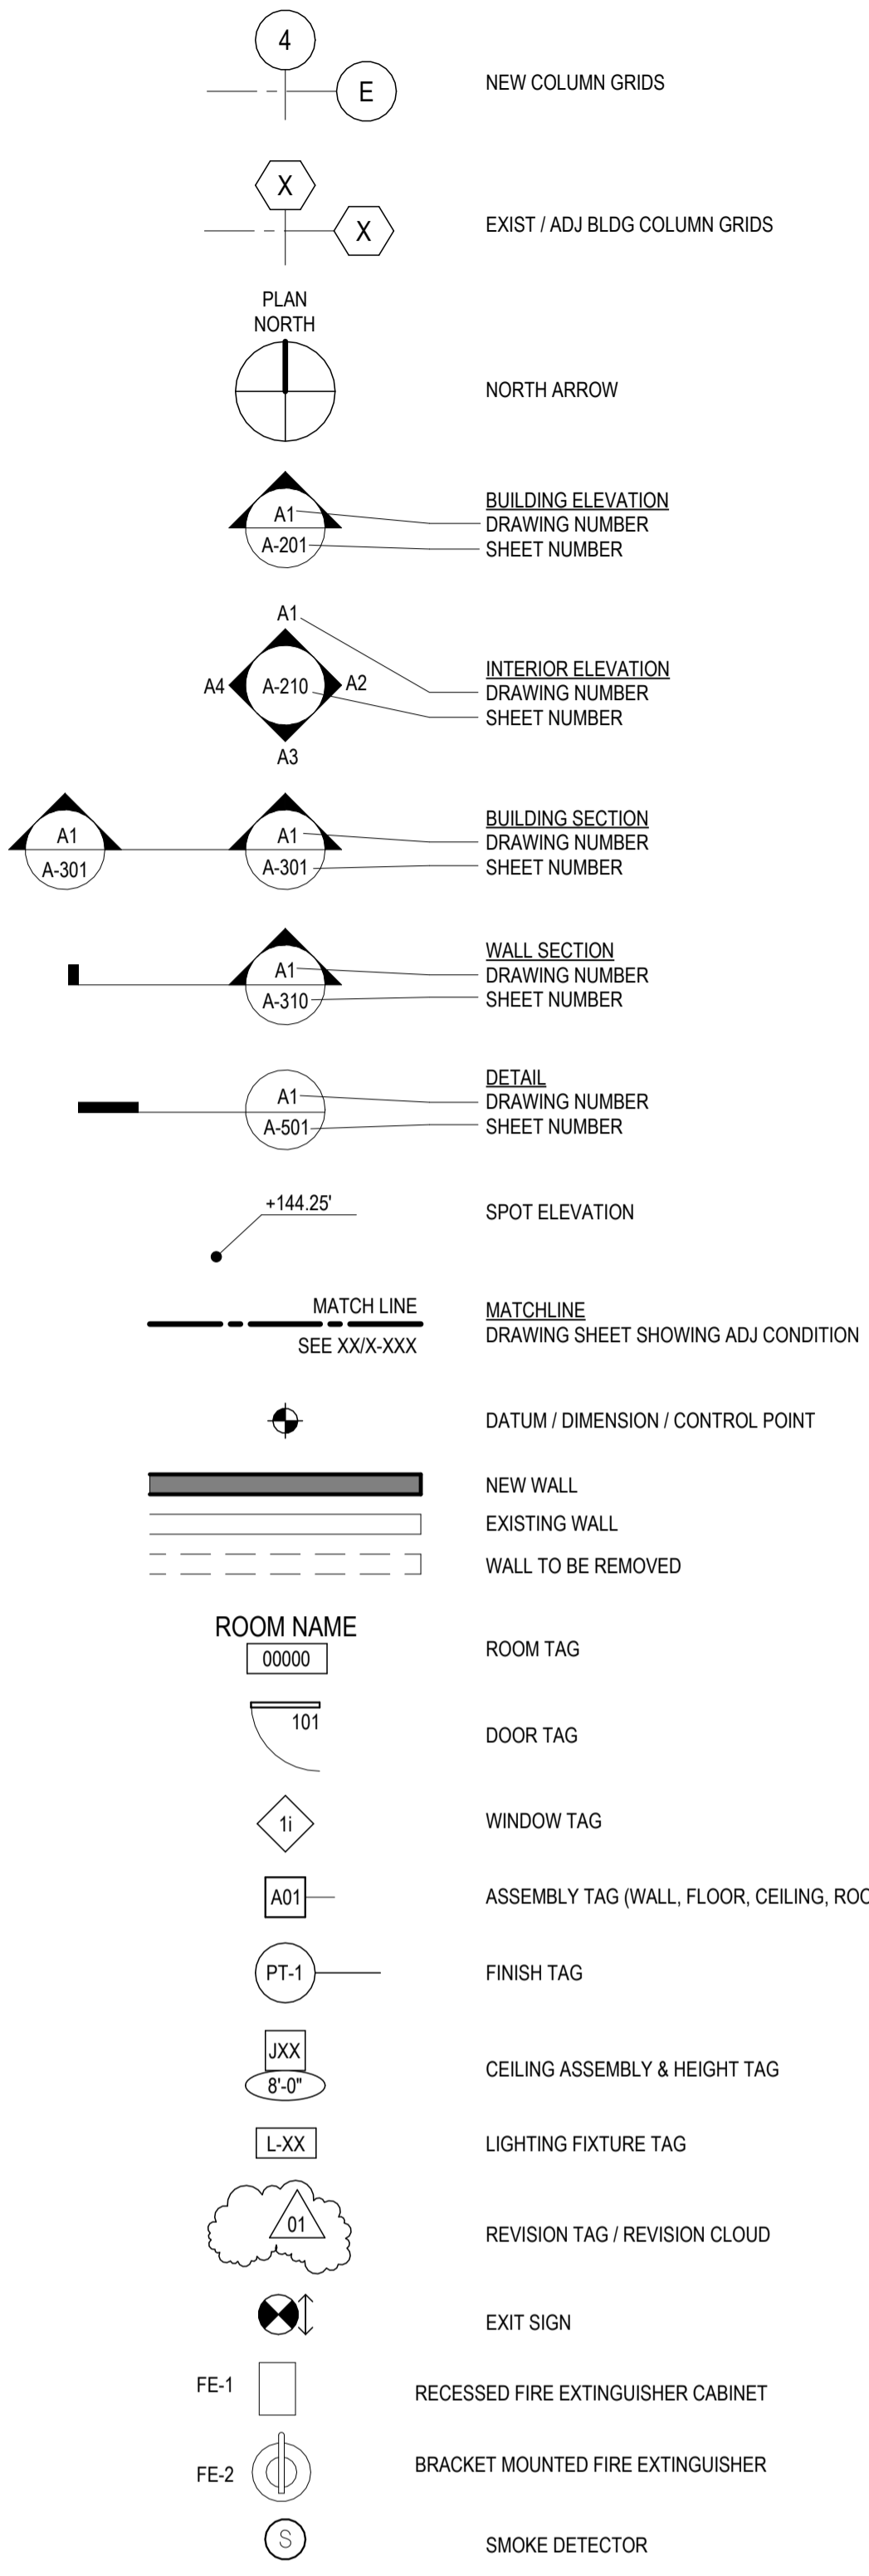 4
E
NEW COLUMN GRIDS
X
X
EXIST / ADJ BLDG COLUMN GRIDS
PLAN
NORTH
NORTH ARROW
BUILDING ELEVATION
A1
DRAWING NUMBER
A-201
SHEET NUMBER
A1
INTERIOR ELEVATION
A4
A-210
A2
DRAWING NUMBER
SHEET NUMBER
A3
BUILDING SECTION
A1
A1
DRAWING NUMBER
A-301
A-301
SHEET NUMBER
WALL SECTION
A1
DRAWING NUMBER
A-310
SHEET NUMBER
DETAIL
A1
DRAWING NUMBER
A-501
SHEET NUMBER
+144.25'
SPOT ELEVATION
MATCH LINE
MATCHLINE
SEE XX/X-XXX
DRAWING SHEET SHOWING ADJ CONDITION
DATUM / DIMENSION / CONTROL POINT
NEW WALL
EXISTING WALL
WALL TO BE REMOVED
ROOM NAME
00000
ROOM TAG
101
DOOR TAG
1i
WINDOW TAG
A01
ASSEMBLY TAG (WALL, FLOOR, CEILING,
PT-1
FINISH TAG
JXX
8'-0"
CEILING ASSEMBLY & HEIGHT TAG
L-XX
LIGHTING FIXTURE TAG
01
REVISION TAG / REVISION CLOUD
EXIT SIGN
FE-1
RECESSED FIRE EXTINGUISHER CABINET
FE-2
BRACKET MOUNTED FIRE EXTINGUISHER
S
SMOKE DETECTOR